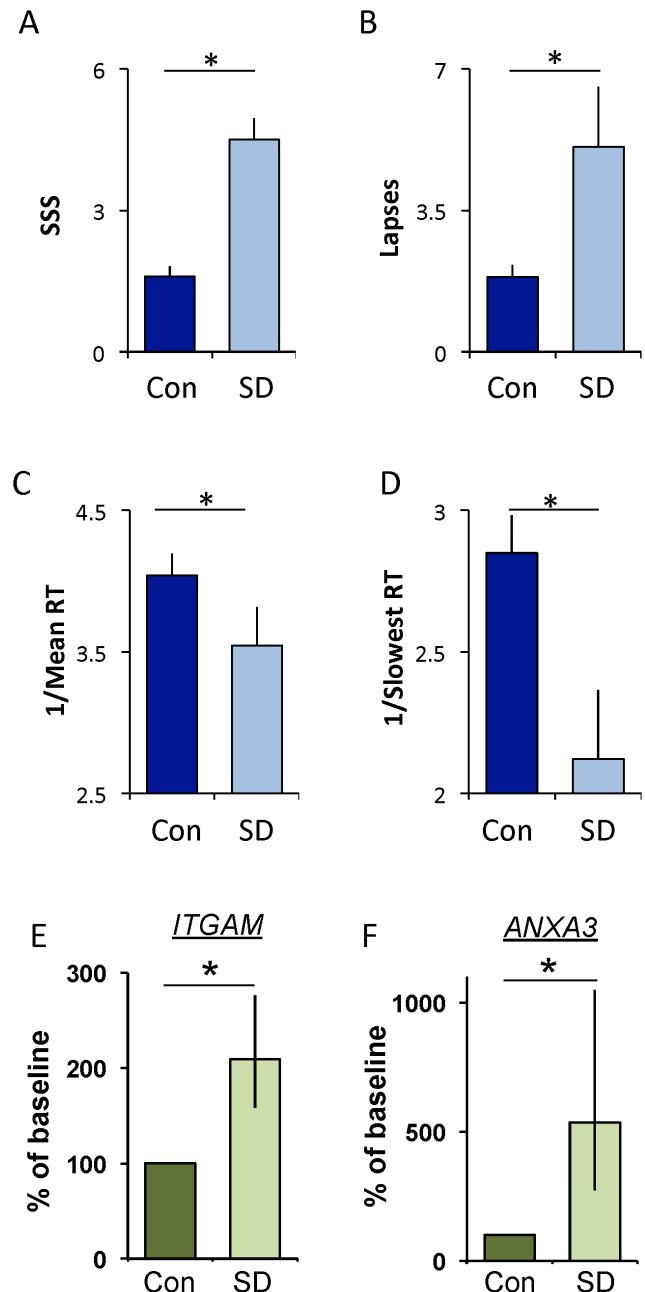 A
*
6
3
0
SSS
Con SD
B
*
7
3.5
0
Lapses
Con SD
C
*
4.5
3.5
2.5
1/Mean RT
Con SD
D
*
3
2.5
2
1/Slowest RT
Con SD
E
ITGAM
*
300
200
100
0
% of baseline
Con SD
F
ANXA3
*
1000
500
0
% of baseline
Con SD